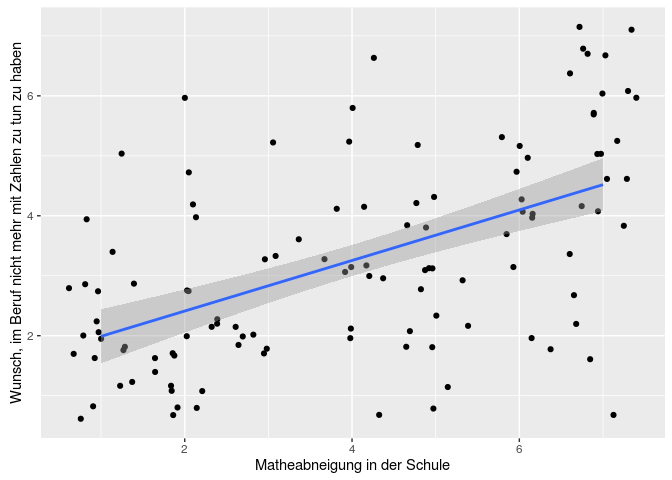 Wunsch, im Beruf nicht mehr mit Zahlen zu tun zu haben
6
4
2
2 4 6
Matheabneigung in der Schule